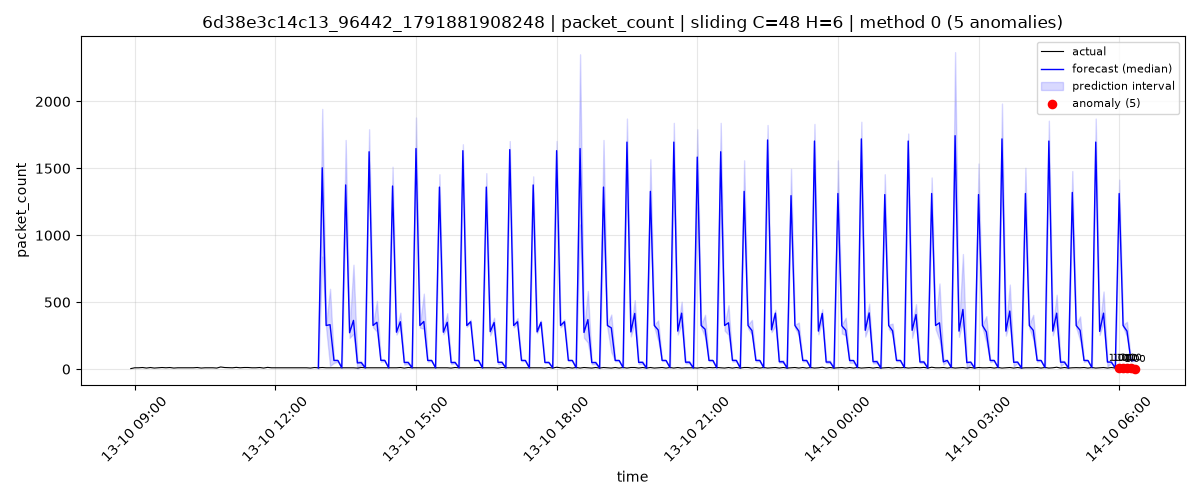 6d38e3c14c13_96442_1791881908248 | packet_count | sliding C=48 H=6 | method 0 (5 anomalies)
actual
forecast (median)
prediction interval
anomaly (5)
packet_count
2000
1500
1000
500
0
13-10 09:00
13-10 12:00
13-10 15:00
13-10 18:00
13-10 21:00
14-10 00:00
14-10 03:00
14-10 06:00
time